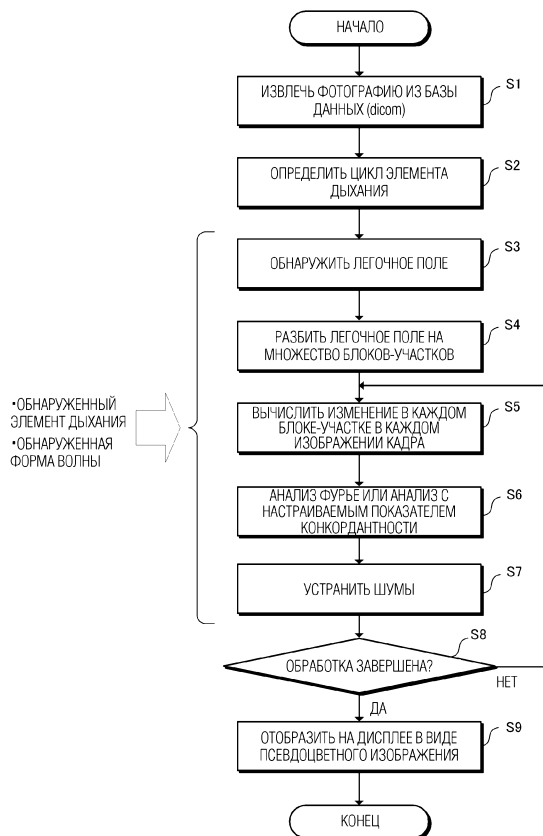 НАЧАЛО
S1
ИЗВЛЕЧЬ ФОТОГРАФИЮ ИЗ БАЗЫ
ДАННЫХ (dicom)
S2
ОПРЕДЕЛИТЬ ЦИКЛ ЭЛЕМЕНТА
ДЫХАНИЯ
S3
ОБНАРУЖИТЬ ЛЕГОЧНОЕ ПОЛЕ
S4
РАЗБИТЬ ЛЕГОЧНОЕ ПОЛЕ НА
МНОЖЕСТВО БЛОКОВ-УЧАСТКОВ
•ОБНАРУЖЕННЫЙ
ЭЛЕМЕНТ ДЫХАНИЯ
•ОБНАРУЖЕННАЯ
ФОРМА ВОЛНЫ
S5
ВЫЧИСЛИТЬ ИЗМЕНЕНИЕ В КАЖДОМ
БЛОКЕ-УЧАСТКЕ В КАЖДОМ
ИЗОБРАЖЕНИИ КАДРА
S6
АНАЛИЗ ФУРЬЕ ИЛИ АНАЛИЗ С
НАСТРАИВАЕМЫМ ПОКАЗАТЕЛЕМ
КОНКОРДАНТНОСТИ
S7
УСТРАНИТЬ ШУМЫ
S8
ОБРАБОТКА ЗАВЕРШЕНА?
НЕТ
ДА
S9
ОТОБРАЗИТЬ НА ДИСПЛЕЕ В ВИДЕ
ПСЕВДОЦВЕТНОГО ИЗОБРАЖЕНИЯ
КОНЕЦ